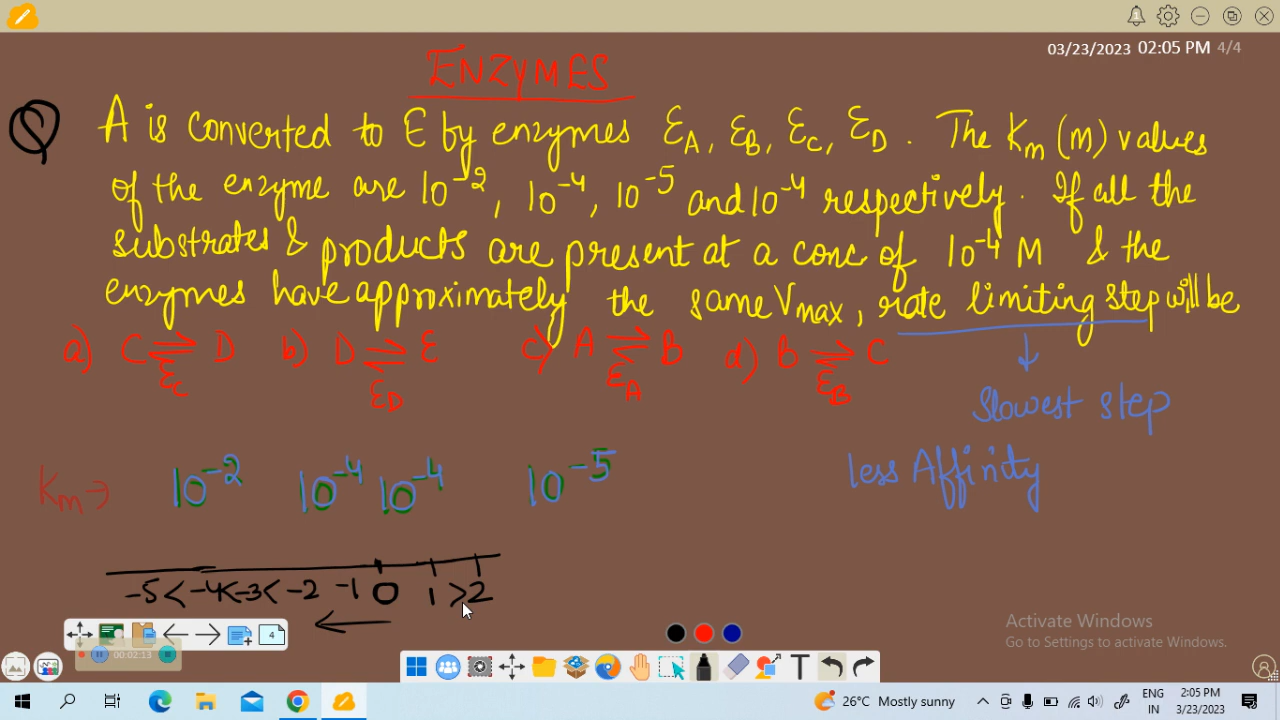 03/23/2023 02:05 PM 4/4
ENZYMES
Q A is converted to E by enzymes EA, EB, EC, ED. The Km (M) values
of the enzyme are 10⁻², 10⁻⁴, 10⁻⁵ and 10⁻⁴ respectively. If all the
substrates & products are present at a conc of 10⁻⁴ M & the
enzymes have approximately the same Vmax, rate limiting step will be
a) C ⇌ D b) D ⇌ E c) A ⇌ B d) B ⇌ C
EC ED EA EB
↓
Slowest step
less Affinity
Km → 10⁻² 10⁻⁴ 10⁻⁴ 10⁻⁵
-5 < -4 < -3 < -2 -1 0 1 > 2
←
4
00:02:13
Activate Windows
Go to Settings to activate Windows.
T
26°C Mostly sunny
ENG
IN
2:05 PM
3/23/2023